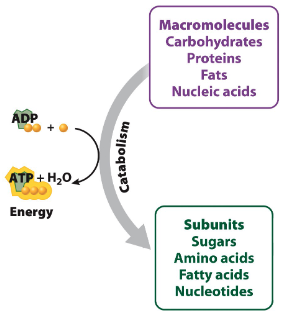 Macromolecules
Carbohydrates
Proteins
Fats
Nucleic acids
ADP
+
ATP + H₂O
Energy
Catabolism
Subunits
Sugars
Amino acids
Fatty acids
Nucleotides